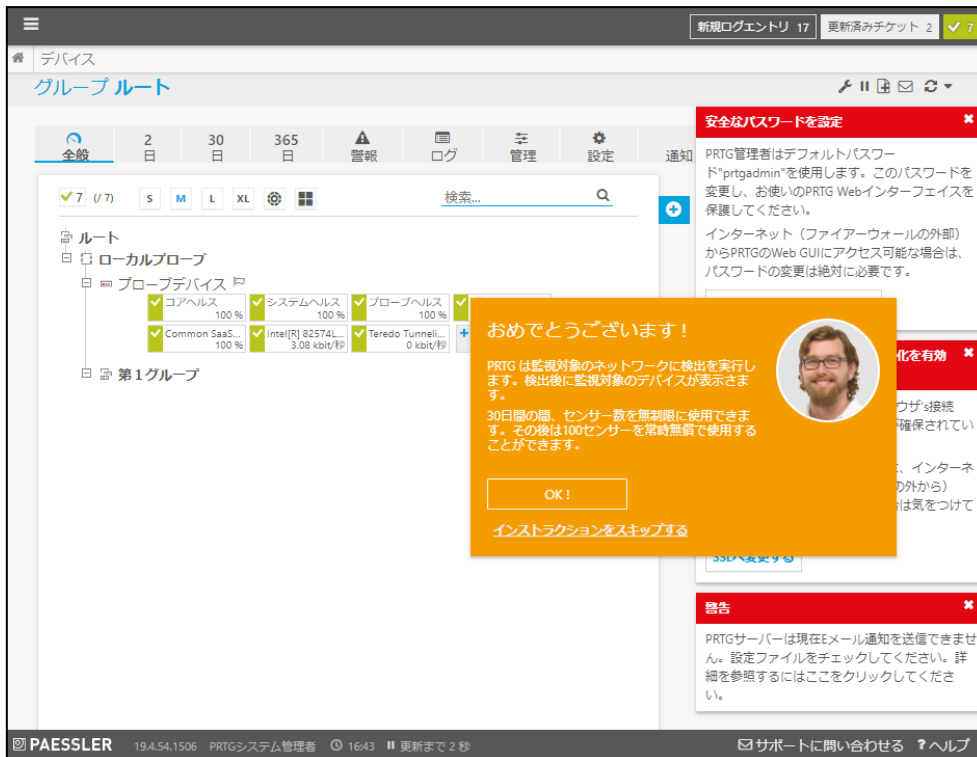 新規ログエントリ 17
更新済みチケット 2
7
デバイス
グループ ルート
全般
2
日
30
日
365
日
警報
ログ
管理
設定
通知
7 (/ 7)
S
M
L
XL
検索...
ルート
ローカルプローブ
プローブデバイス
コアヘルス
100 %
システムヘルス
100 %
プローブヘルス
100 %
Common SaaS...
100 %
Intel[R] 82574L...
3.08 kbit/秒
Teredo Tunneli...
0 kbit/秒
第1グループ
おめでとうございます!
PRTG は監視対象のネットワークに検出を実行し
ます。検出後に監視対象のデバイスが表示されま
す。
30日間の間、センサー数を無制限に使用できま
す。その後は100センサーを常時無償で使用する
ことができます。
OK!
インストラクションをスキップする
安全なパスワードを設定
PRTG管理者はデフォルトパスワー
ド"prtgadmin"を使用します。このパスワードを
変更し、お使いのPRTG Webインターフェイスを
保護してください。
インターネット（ファイアーウォールの外部）
からPRTGのWeb GUIにアクセス可能な場合は、
パスワードの変更は絶対に必要です。
化を有効
ウザ's接続
確保されてい
、インターネ
の外から）
は気をつけて
SSLへ変更する
警告
PRTGサーバーは現在Eメール通知を送信できませ
ん。設定ファイルをチェックしてください。詳
細を参照するにはここをクリックしてくださ
い。
PAESSLER
19.4.54.1506
PRTGシステム管理者
16:43
更新まで 2 秒
サポートに問い合わせる
?ヘルプ